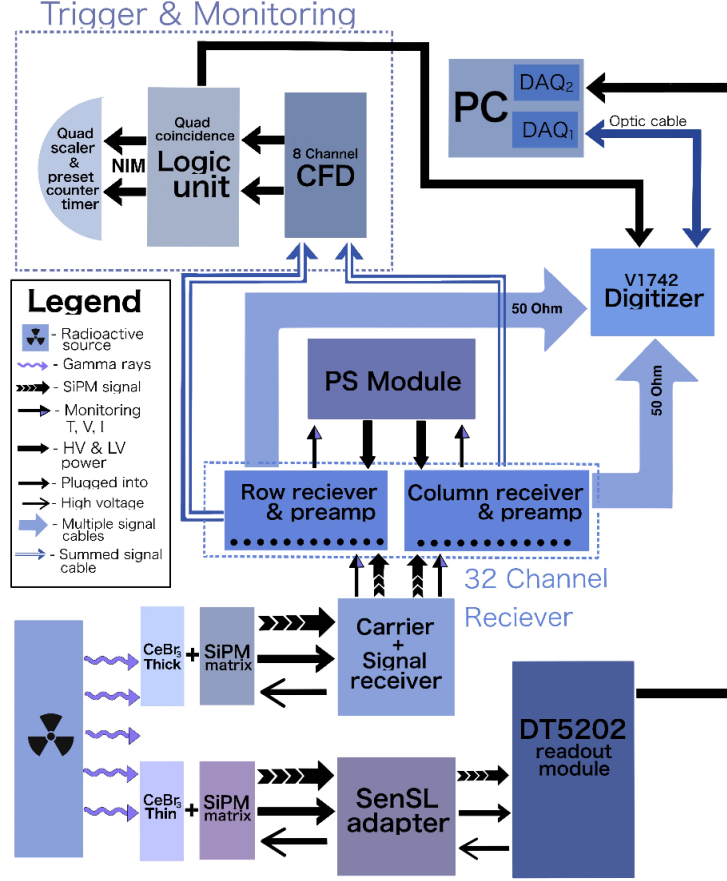 Trigger & Monitoring
Quad
scaler
&
preset
counter
timer
NIM
Quad
coincidence
Logic
unit
8 Channel
CFD
PC
DAQ2
DAQ1
Optic cable
V1742
Digitizer
50 Ohm
50 Ohm
PS Module
Row reciever
& preamp
Column receiver
& preamp
32 Channel
Reciever
Legend
- Radioactive
source
- Gamma rays
- SiPM signal
- Monitoring
T, V, I
- HV & LV
power
- Plugged into
- High voltage
- Multiple signal
cables
- Summed signal
cable
CeBr3
Thick
+
SiPM
matrix
Carrier
+
Signal
receiver
CeBr3
Thin
+
SiPM
matrix
SenSL
adapter
DT5202
readout
module